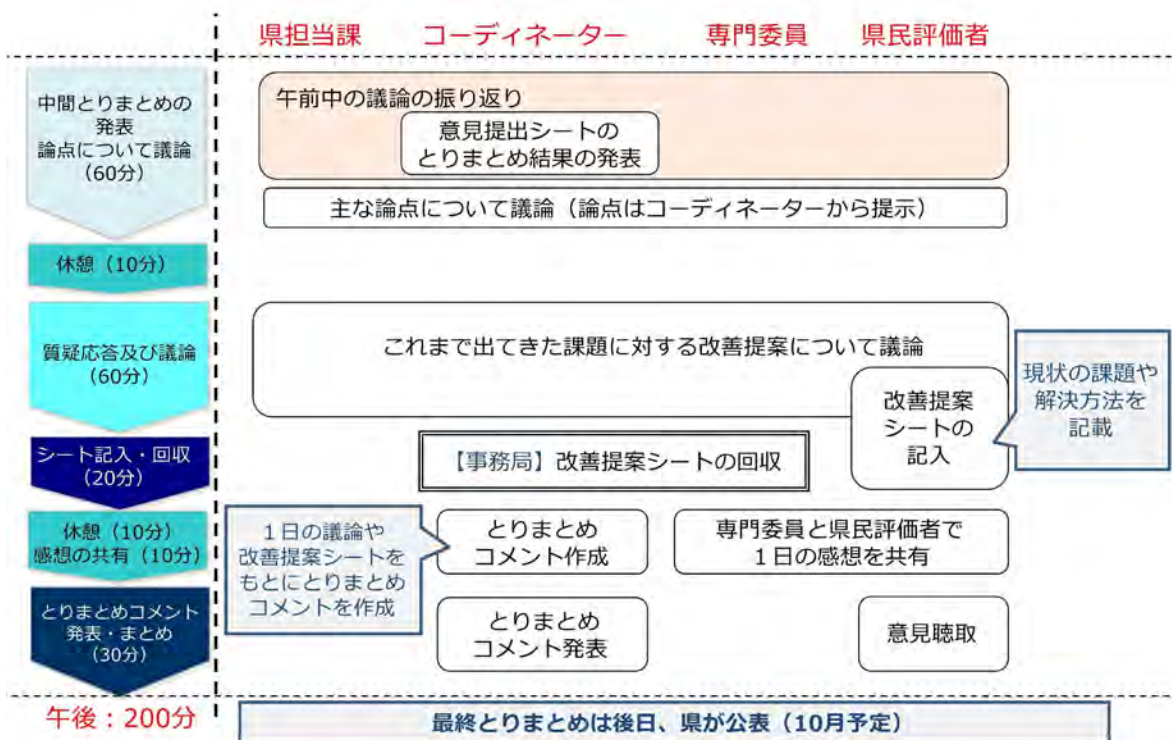 県担当課
コーディネーター
専門委員
県民評価者
中間とりまとめの
発表
論点について議論
（60分）
午前中の議論の振り返り
意見提出シートの
とりまとめ結果の発表
主な論点について議論（論点はコーディネーターから提示）
休憩（10分）
質疑応答及び議論
（60分）
これまで出てきた課題に対する改善提案について議論
改善提案
シートの
記入
現状の課題や
解決方法を
記載
シート記入・回収
（20分）
【事務局】改善提案シートの回収
休憩（10分）
感想の共有（10分）
１日の議論や
改善提案シートを
もとにとりまとめ
コメントを作成
とりまとめ
コメント作成
専門委員と県民評価者で
１日の感想を共有
とりまとめコメント
発表・まとめ
（30分）
とりまとめ
コメント発表
意見聴取
午後：200分
最終とりまとめは後日、県が公表（10月予定）